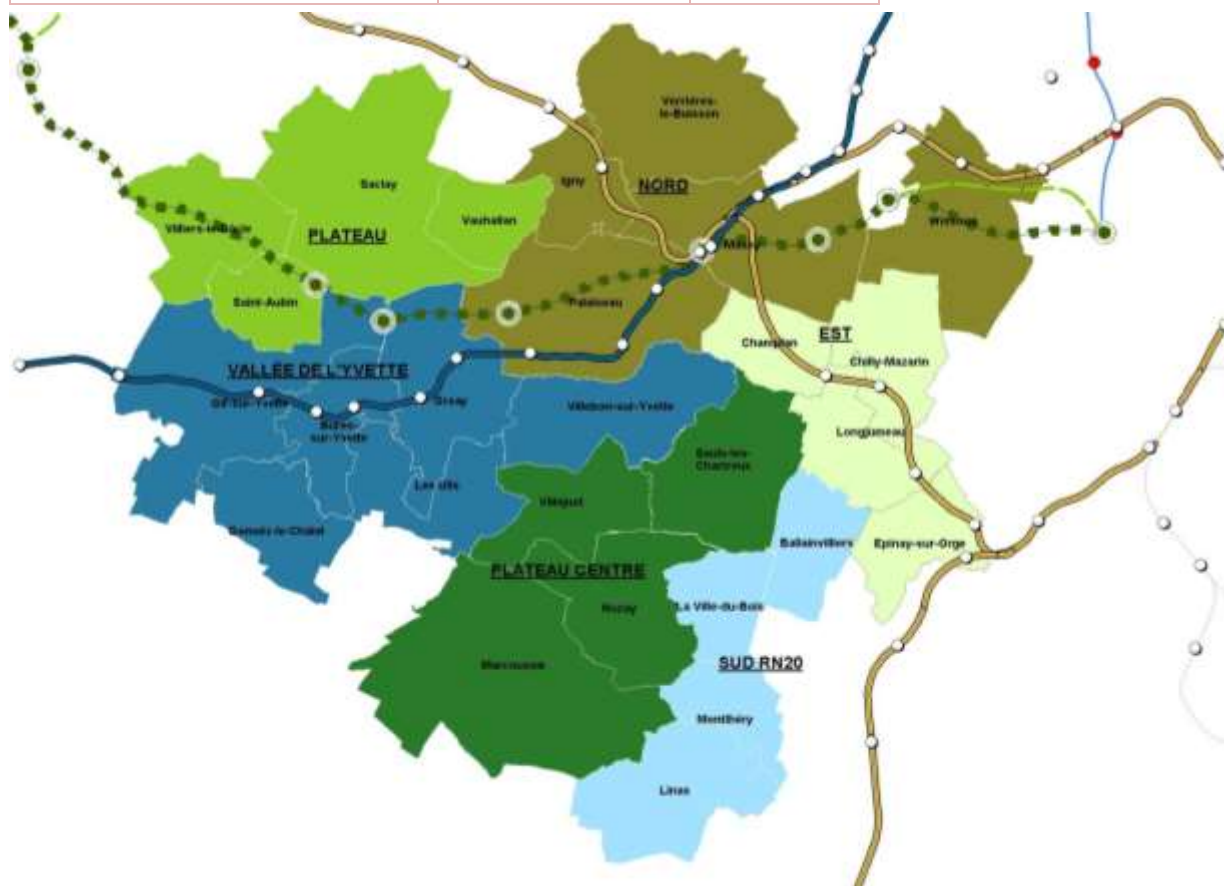 Verrières-
le-Buisson
Igny
Saclay
NORD
Vauhallan
Villiers-le-Bâcle
PLATEAU
Wissous
Massy
Saint-Aubin
Palaiseau
EST
Champlan
Chilly-Mazarin
VALLÉE DE L'YVETTE
Gif-sur-Yvette
Orsay
Villebon-sur-Yvette
Bures-
sur-Yvette
Longjumeau
Saulx-les-
Chartreux
Les Ulis
Villejust
Gometz-le-Châtel
Ballainvilliers
Epinay-sur-Orge
PLATEAU CENTRE
Nozay
La Ville-du-Bois
Marcoussis
SUD RN20
Montlhéry
Linas